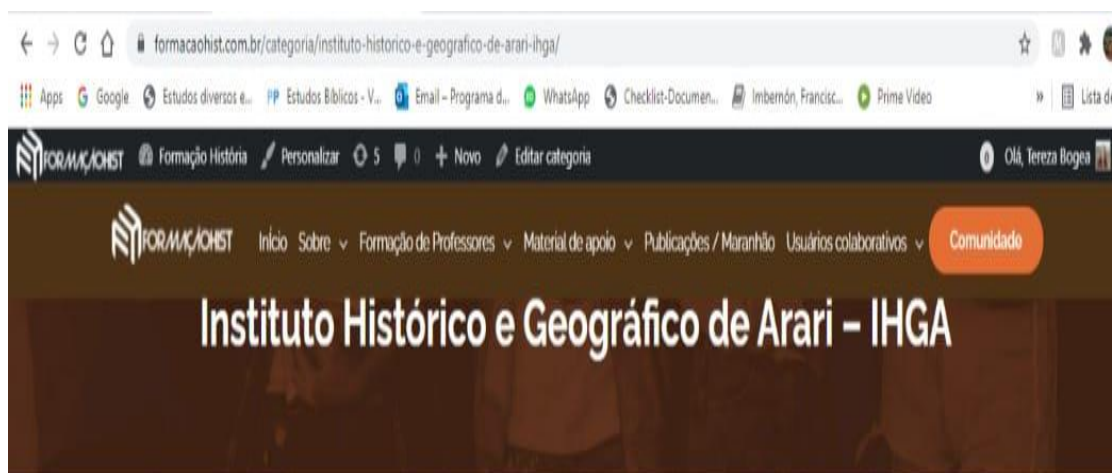 formacaohist.com.br/categoria/instituto-historico-e-geografico-de-arari-ihga/
Apps Google Estudos diversos e... Estudos Bíblicos - V... Email – Programa d... WhatsApp Checklist-Documen... Imbernón, Francisc... Prime Video » Lista de
FORMAÇÃOHIST Formação História Personalizar 5 0 + Novo Editar categoria 0 Olá, Tereza Bogea
FORMAÇÃOHIST Início Sobre Formação de Professores Material de apoio Publicações / Maranhão Usuários colaborativos Comunidade
Instituto Histórico e Geográfico de Arari – IHGA